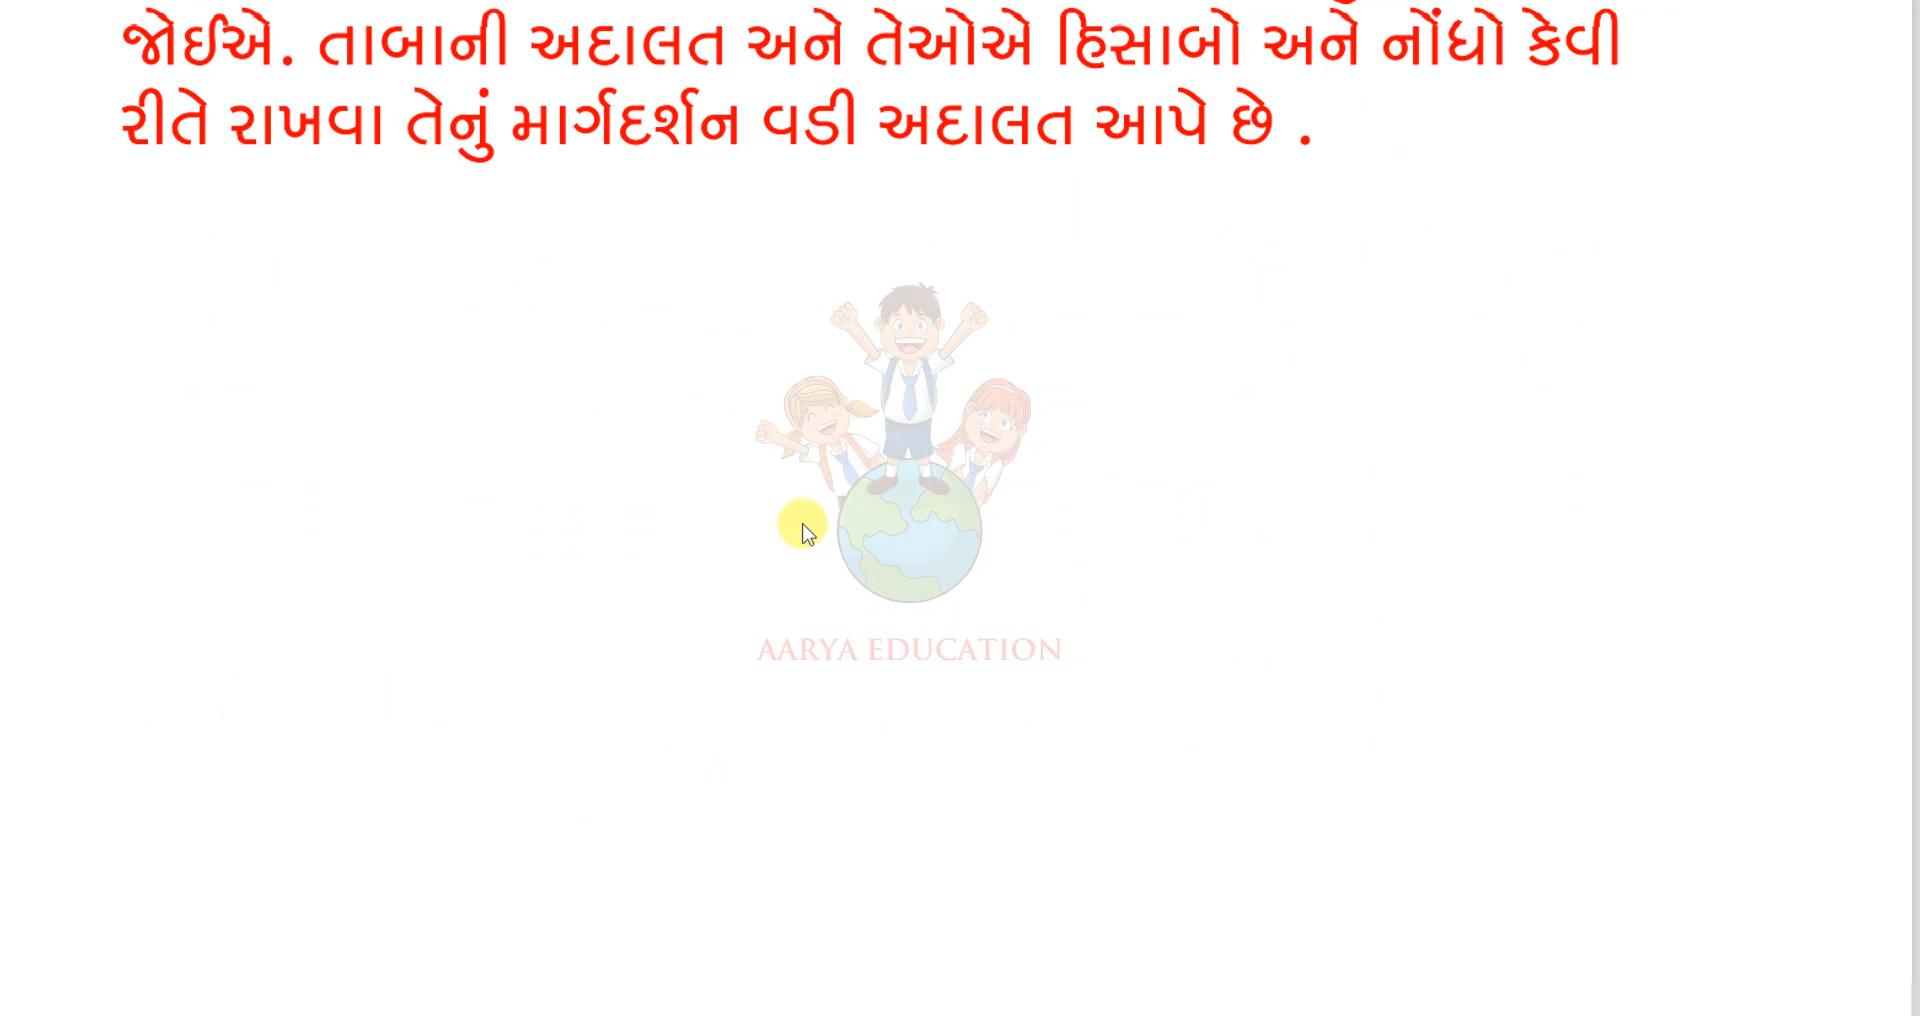 જોઈએ. તાબાની અદાલત અને તેઓએ હિસાબો અને નોંધો કેવી
રીતે રાખવા તેનું માર્ગદર્શન વડી અદાલત આપે છે .
AARYA EDUCATION